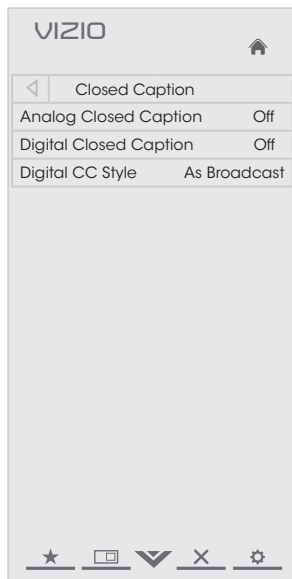 VIZIO
Closed Caption
Analog Closed Caption Off
Digital Closed Caption Off
Digital CC Style As Broadcast